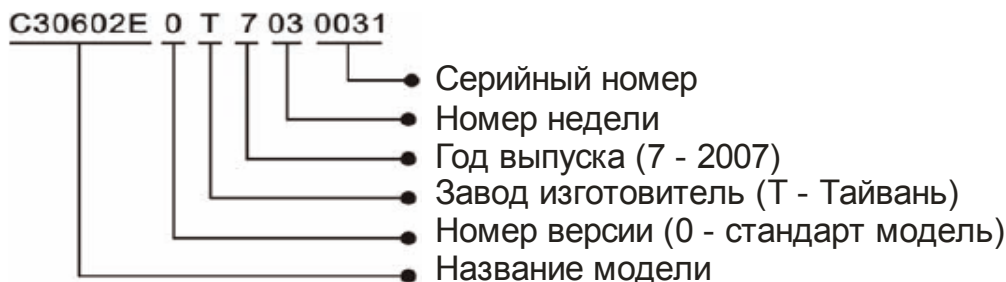 C30602E 0 T 7 03 0031
Серийный номер
Номер недели
Год выпуска (7 - 2007)
Завод изготовитель (Т - Тайвань)
Номер версии (0 - стандарт модель)
Название модели